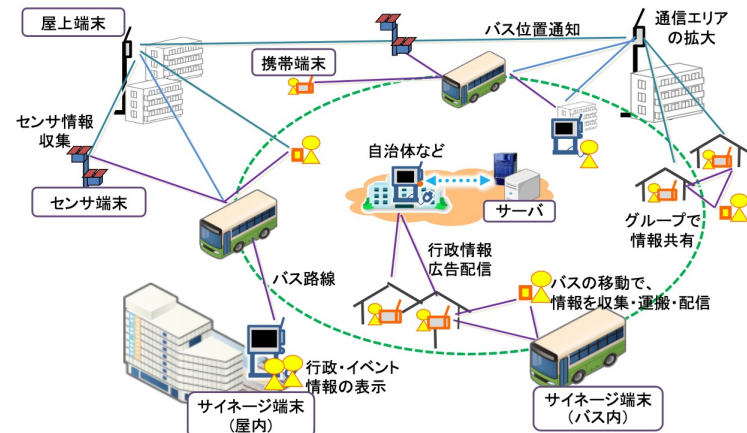 屋上端末
バス位置通知
通信エリア
の拡大
携帯端末
センサ情報
収集
自治体など
センサ端末
サーバ
グループで
情報共有
行政情報
広告配信
バス路線
バスの移動で、
情報を収集・運搬・配信
行政・イベント
情報の表示
サイネージ端末
(屋内)
サイネージ端末
(バス内)